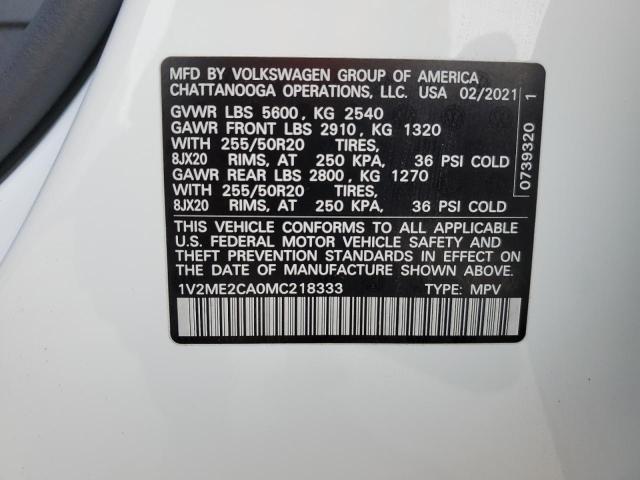 MFD BY VOLKSWAGEN GROUP OF AMERICA
CHATTANOOGA OPERATIONS, LLC. USA 02/2021
GVWR LBS 5600, KG 2540
GAWR FRONT LBS 2910, KG 1320
WITH 255/50R20 TIRES,
8JX20 RIMS, AT 250 KPA, 36 PSI COLD
GAWR REAR LBS 2800, KG 1270
WITH 255/50R20 TIRES,
8JX20 RIMS, AT 250 KPA, 36 PSI COLD
THIS VEHICLE CONFORMS TO ALL APPLICABLE
U.S. FEDERAL MOTOR VEHICLE SAFETY AND
THEFT PREVENTION STANDARDS IN EFFECT ON
THE DATE OF MANUFACTURE SHOWN ABOVE.
1V2ME2CA0MC218333 TYPE: MPV
0739320 1